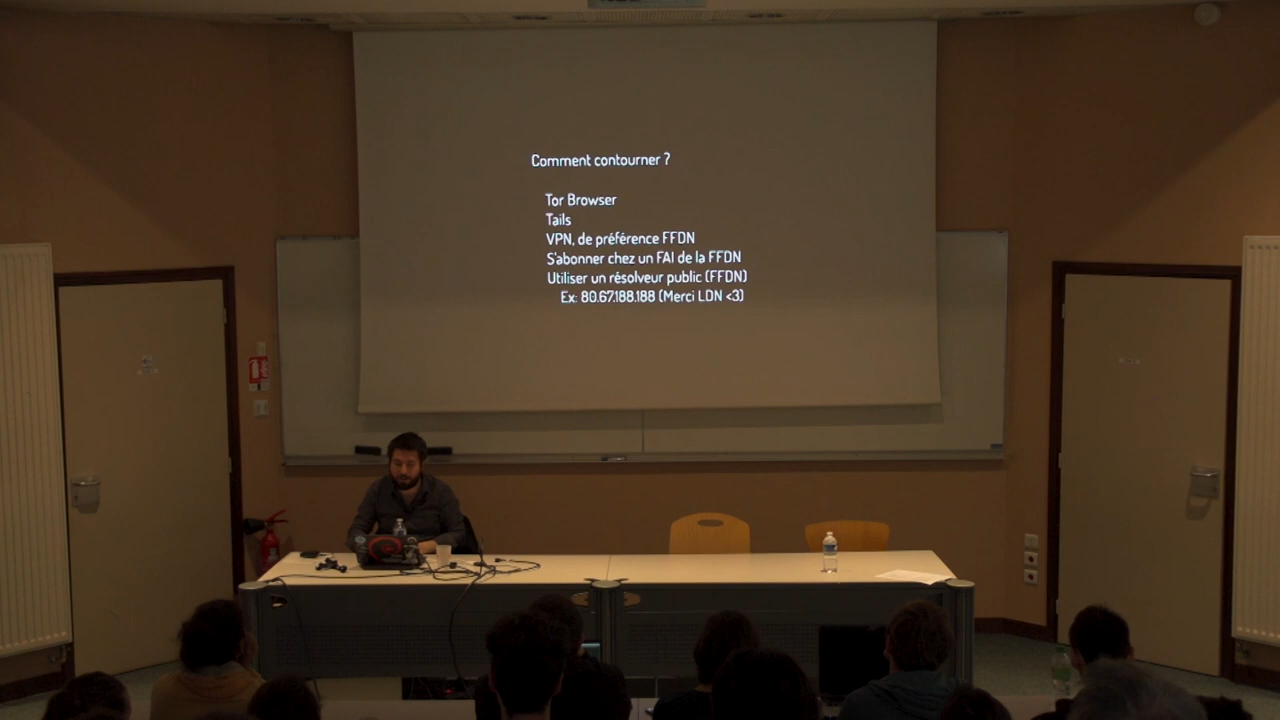 Comment contourner ?
Tor Browser
Tails
VPN, de préférence FFDN
S'abonner chez un FAI de la FFDN
Utiliser un résolveur public (FFDN)
Ex: 80.67.188.188 (Merci LDN <3)